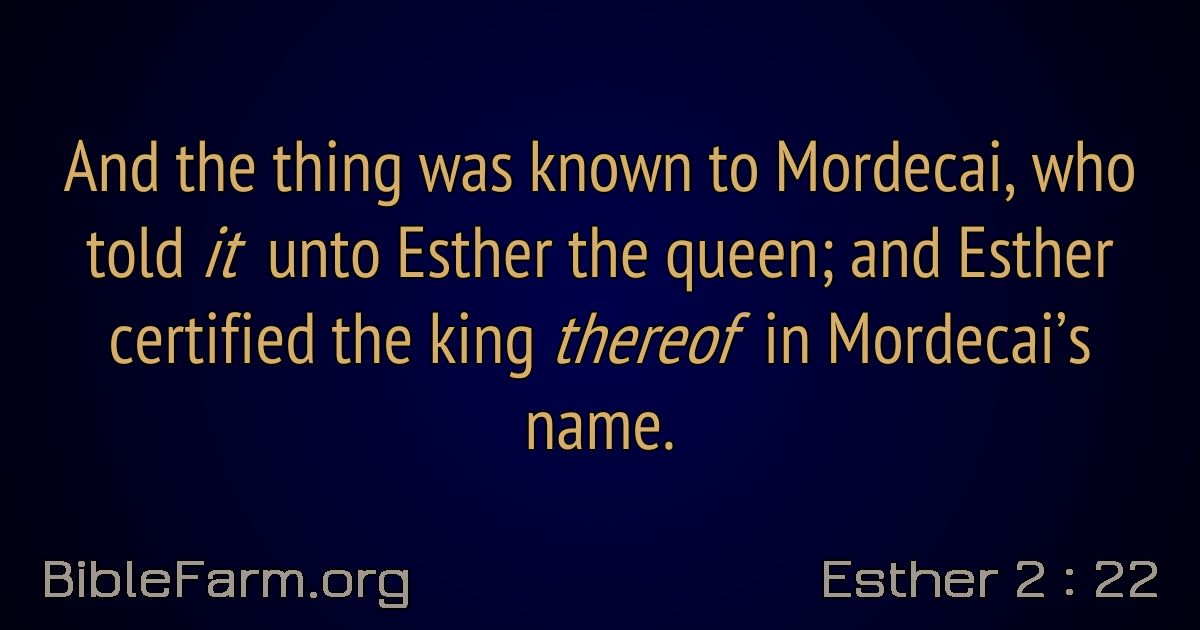 And the thing was known to Mordecai, who
told it unto Esther the queen; and Esther
certified the king thereof in Mordecai’s
name.
BibleFarm.org
Esther 2 : 22